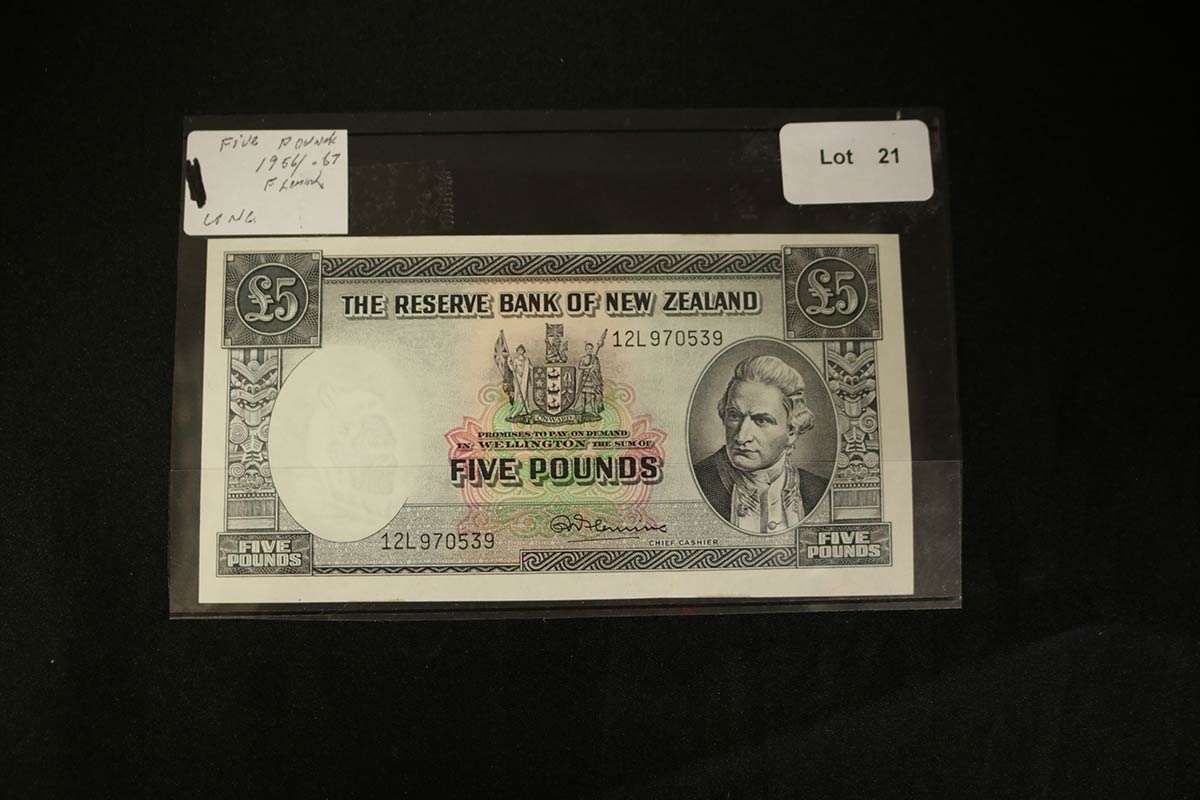 Five Pounds
1956/.67
Fleming
UNC.
Lot 21
£5
£5
THE RESERVE BANK OF NEW ZEALAND
12L970539
ONWARD
PROMISES TO PAY ON DEMAND
IN WELLINGTON THE SUM OF
FIVE POUNDS
12L970539
CHIEF CASHIER
FIVE
POUNDS
FIVE
POUNDS